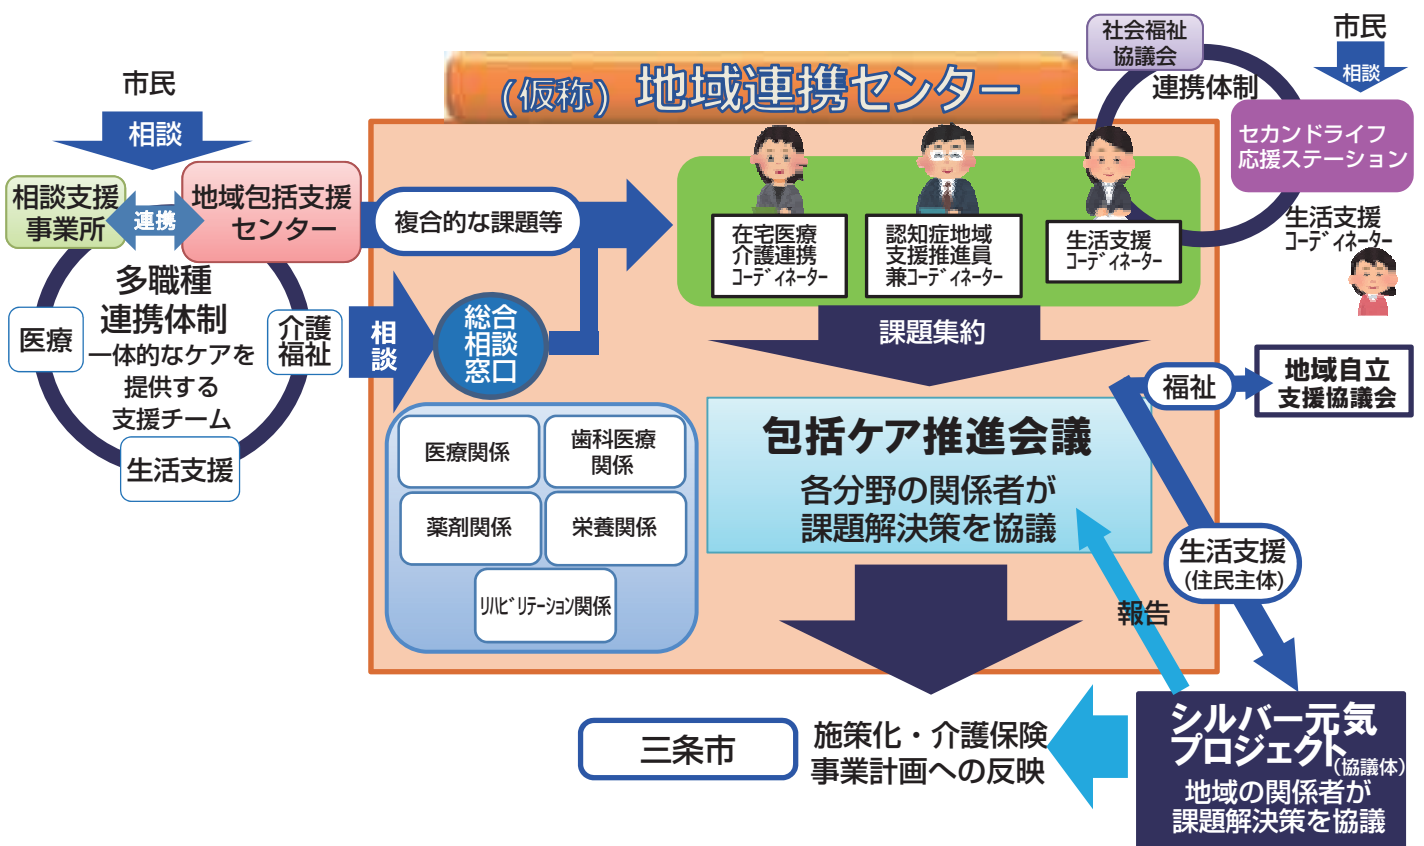 (仮称) 地域連携センター
市民
相談
相談支援
事業所
連携
地域包括支援
センター
多職種
連携体制
一体的なケアを
提供する
支援チーム
医療
介護
福祉
生活支援
複合的な課題等
相談
総合
相談
窓口
医療関係
歯科医療
関係
薬剤関係
栄養関係
ﾘﾊﾋﾞﾘﾃｰｼｮﾝ関係
在宅医療
介護連携
ｺｰﾃﾞｨﾈｰﾀｰ
認知症地域
支援推進員
兼ｺｰﾃﾞｨﾈｰﾀｰ
生活支援
ｺｰﾃﾞｨﾈｰﾀｰ
社会福祉
協議会
連携体制
市民
相談
セカンドライフ
応援ステーション
生活支援
ｺｰﾃﾞｨﾈｰﾀｰ
課題集約
包括ケア推進会議
各分野の関係者が
課題解決策を協議
福祉
地域自立
支援協議会
生活支援
(住民主体)
報告
シルバー元気
プロジェクト(協議体)
地域の関係者が
課題解決策を協議
三条市
施策化・介護保険
事業計画への反映